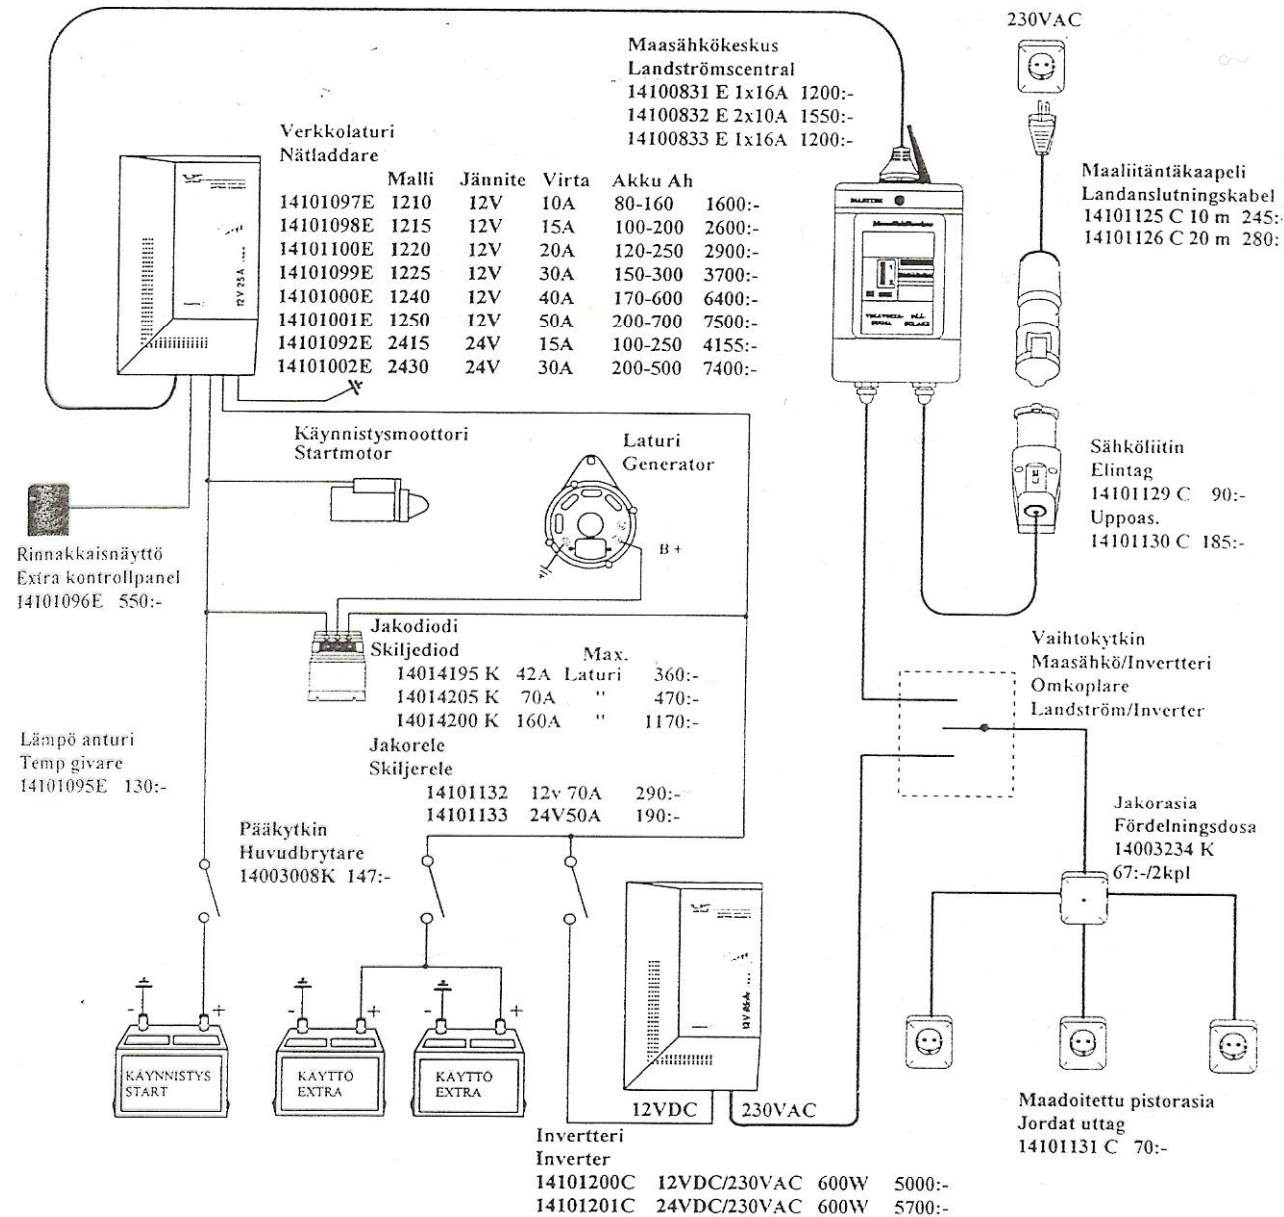 230VAC
Maasähkökeskus
Landströmscentral
14100831 E 1x16A 1200:-
14100832 E 2x10A 1550:-
14100833 E 1x16A 1200:-
Verkkolaturi
Nätladdare
Malli Jännite Virta Akku Ah
14101097E 1210 12V 10A 80-160 1600:-
14101098E 1215 12V 15A 100-200 2600:-
14101100E 1220 12V 20A 120-250 2900:-
14101099E 1225 12V 30A 150-300 3700:-
14101000E 1240 12V 40A 170-600 6400:-
14101001E 1250 12V 50A 200-700 7500:-
14101092E 2415 24V 15A 100-250 4155:-
14101002E 2430 24V 30A 200-500 7400:-
12V 25A
Maaliitäntäkaapeli
Landanslutningskabel
14101125 C 10 m 245:-
14101126 C 20 m 280:
Käynnistysmoottori
Startmotor
Laturi
Generator
B +
Sähköliitin
Elintag
14101129 C 90:-
Uppoas.
14101130 C 185:-
Rinnakkaisnäyttö
Extra kontrollpanel
14101096E 550:-
Jakodiodi
Skiljediod
Max.
14014195 K 42A Laturi 360:-
14014205 K 70A " 470:-
14014200 K 160A " 1170:-
Jakorele
Skiljerele
14101132 12v 70A 290:-
14101133 24V50A 190:-
Vaihtokytkin
Maasähkö/Invertteri
Omkoplare
Landström/Inverter
Lämpö anturi
Temp givare
14101095E 130:-
Pääkytkin
Huvudbrytare
14003008K 147:-
Jakorasia
Fördelningsdosa
14003234 K
67:-/2kpl
- +
- +
- +
KÄYNNISTYS
START
KÄYTTÖ
EXTRA
KÄYTTÖ
EXTRA
12VDC
230VAC
Maadoitettu pistorasia
Jordat uttag
14101131 C 70:-
Invertteri
Inverter
14101200C 12VDC/230VAC 600W 5000:-
14101201C 24VDC/230VAC 600W 5700:-